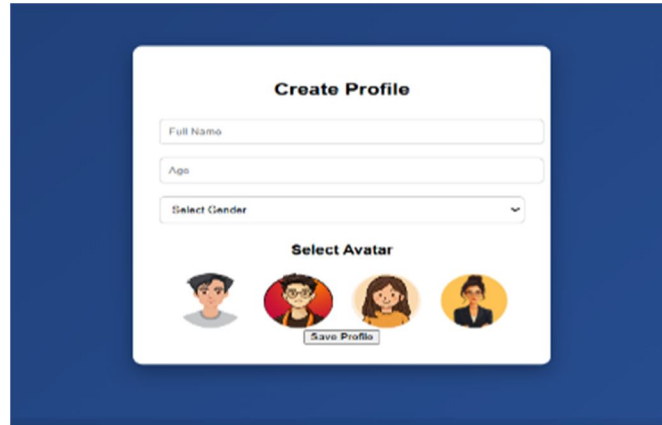 Create Profile
Full Name
Age
Select Gender
Select Avatar
Save Profile